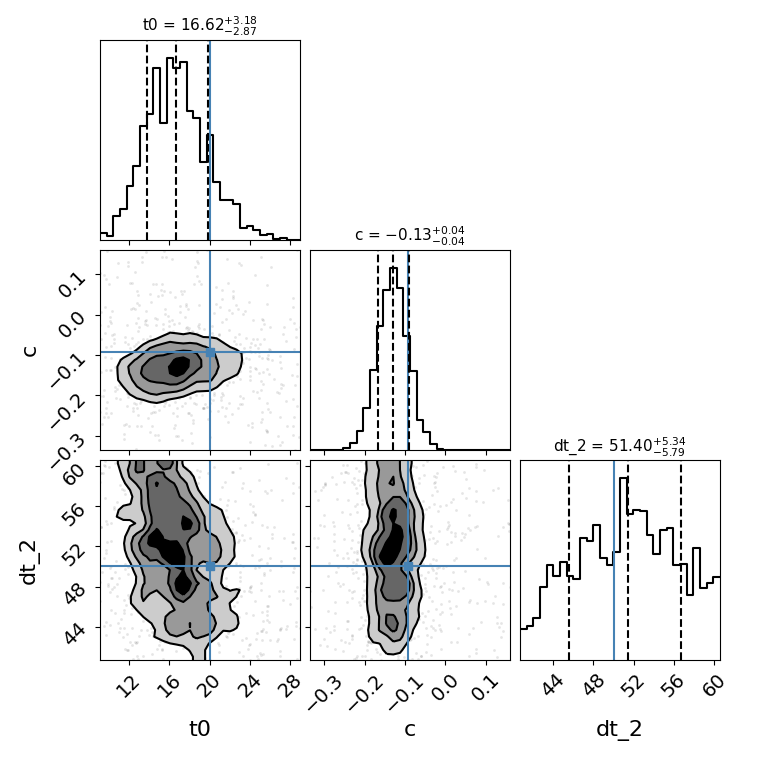 t0 = 16.62+3.18−2.87
c = −0.13+0.04−0.04
0.1
0.0
−0.1
−0.2
−0.3
c
dt_2 = 51.40+5.34−5.79
60
56
52
48
44
dt_2
12 16 20 24 28
−0.3 −0.2 −0.1 0.0 0.1
44 48 52 56 60
t0 c dt_2